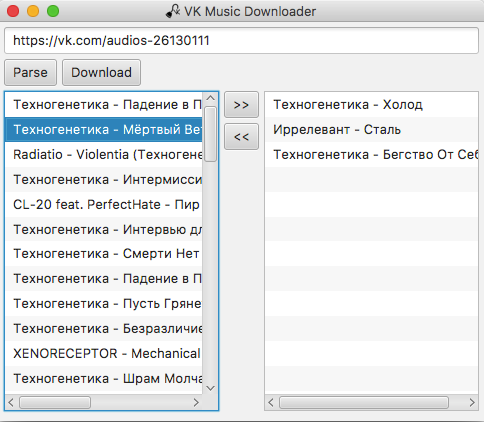 VK Music Downloader
https://vk.com/audios-26130111
Parse Download
Техногенетика - Падение в П
Техногенетика - Мёртвый Ве
Radiatio - Violentia (Техноген
Техногенетика - Интермисси
CL-20 feat. PerfectHate - Пир
Техногенетика - Интервью д
Техногенетика - Смерти Нет
Техногенетика - Падение в П
Техногенетика - Пусть Гряне
Техногенетика - Безразличие
XENORECEPTOR - Mechanical
Техногенетика - Шрам Молча
>>
<<
Техногенетика - Холод
Иррелевант - Сталь
Техногенетика - Бегство От Себ